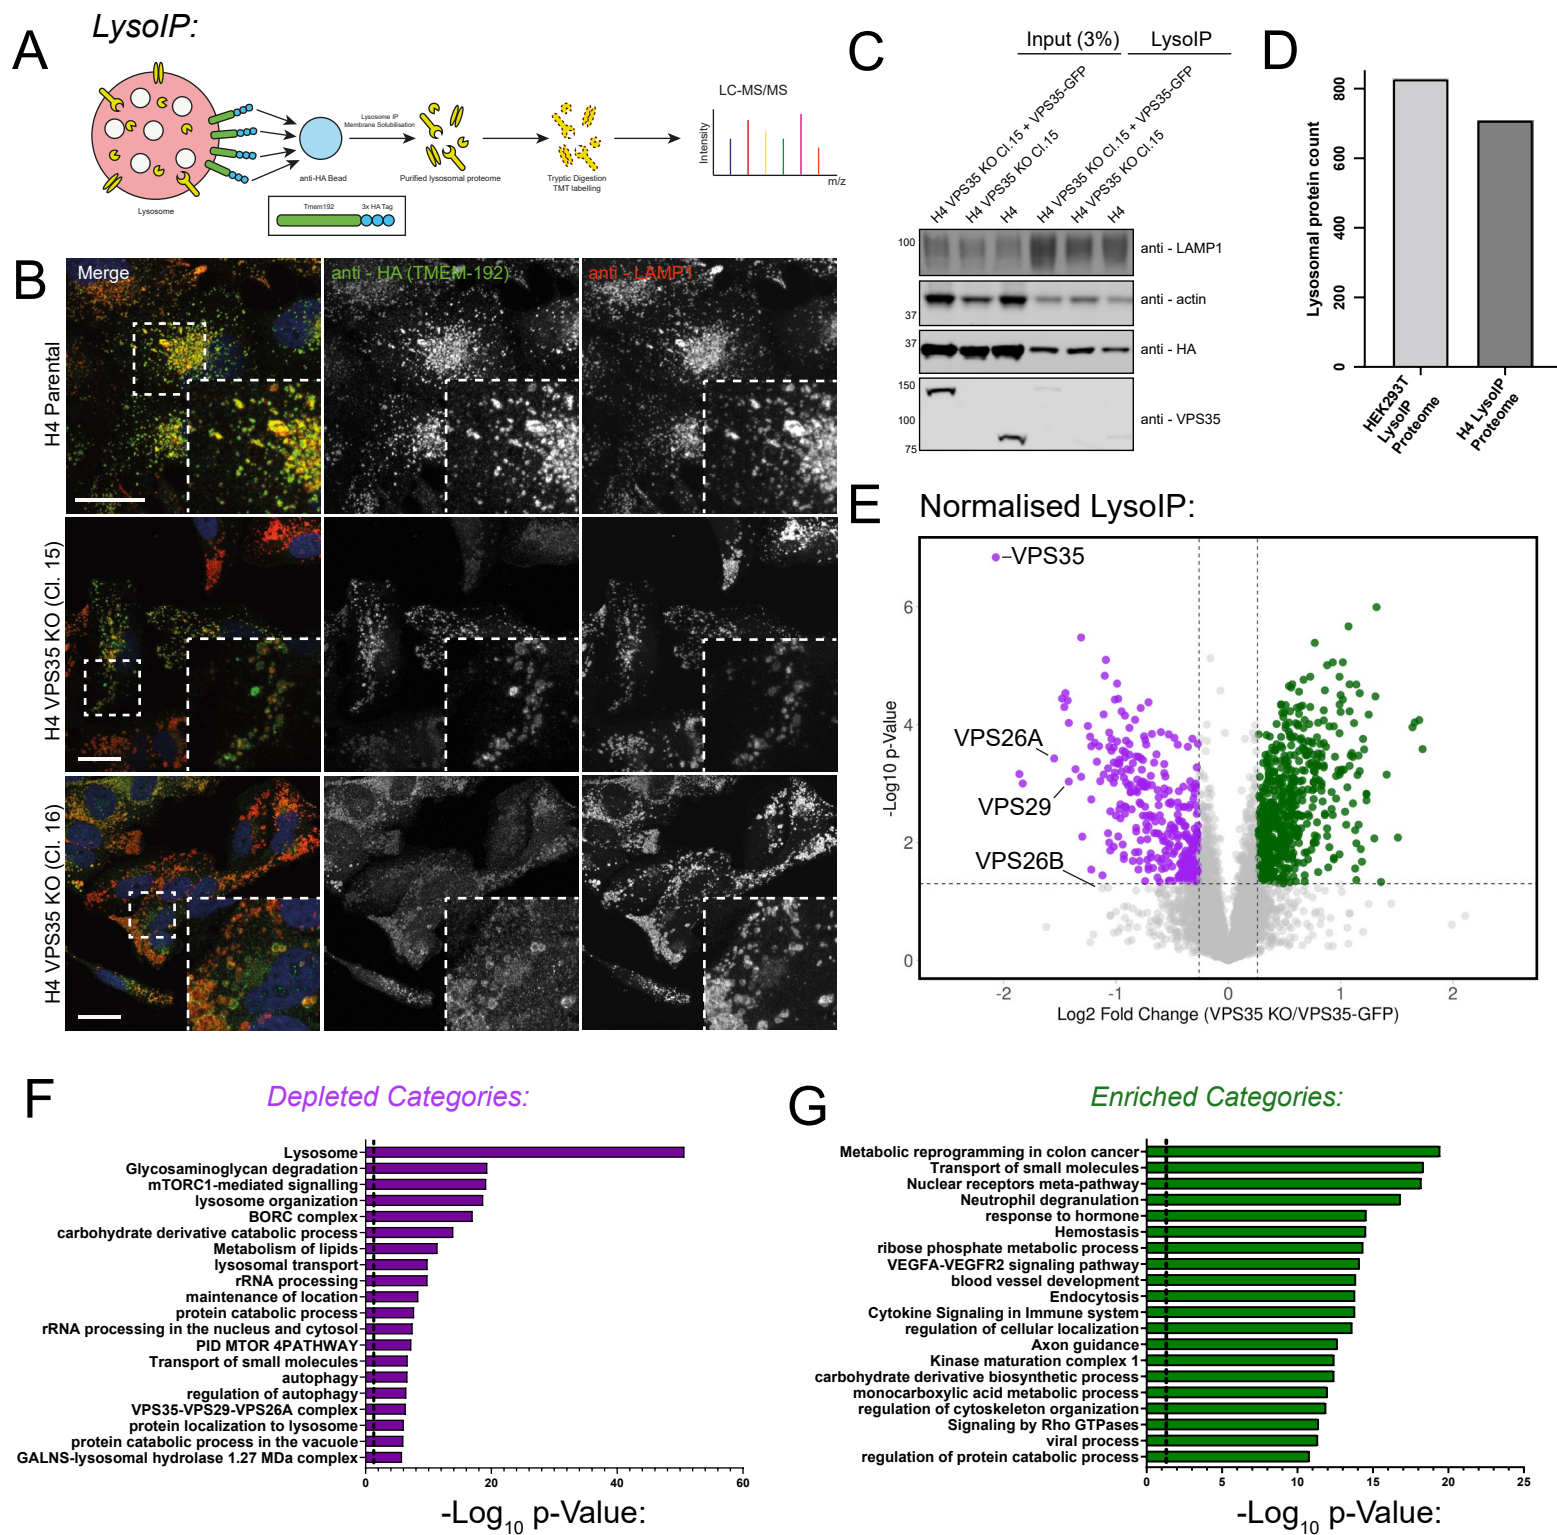 A
LysoIP:
Lysosome
anti-HA Bead
Lysosome IP
Membrane Solubilisation
Purified lysosomal proteome
Tryptic Digestion
TMT labelling
LC-MS/MS
Intensity
m/z
Tmem192
3x HA Tag
B
Merge
anti - HA (TMEM-192)
anti - LAMP1
H4 Parental
H4 VPS35 KO (Cl. 15)
H4 VPS35 KO (Cl. 16)
C
Input (3%)
LysoIP
H4 VPS35 KO Cl.15 + VPS35-GFP
H4 VPS35 KO Cl.15
H4
H4 VPS35 KO Cl.15 + VPS35-GFP
H4 VPS35 KO Cl.15
H4
100
anti - LAMP1
37
anti - actin
37
anti - HA
150
100
75
anti - VPS35
D
Lysosomal protein count
800
600
400
200
0
HEK293T
LysoIP
Proteome
H4 LysoIP
Proteome
E
Normalised LysoIP:
VPS35
VPS26A
VPS29
VPS26B
-Log10 p-Value
6
4
2
0
-2
-1
0
1
2
Log2 Fold Change (VPS35 KO/VPS35-GFP)
F
Depleted Categories:
Lysosome
Glycosaminoglycan degradation
mTORC1-mediated signalling
lysosome organization
BORC complex
carbohydrate derivative catabolic process
Metabolism of lipids
lysosomal transport
rRNA processing
maintenance of location
protein catabolic process
rRNA processing in the nucleus and cytosol
PID MTOR 4PATHWAY
Transport of small molecules
autophagy
regulation of autophagy
VPS35-VPS29-VPS26A complex
protein localization to lysosome
protein catabolic process in the vacuole
GALNS-lysosomal hydrolase 1.27 MDa complex
0
20
40
60
-Log10 p-Value:
G
Enriched Categories:
Metabolic reprogramming in colon cancer
Transport of small molecules
Nuclear receptors meta-pathway
Neutrophil degranulation
response to hormone
Hemostasis
ribose phosphate metabolic process
VEGFA-VEGFR2 signaling pathway
blood vessel development
Endocytosis
Cytokine Signaling in Immune system
regulation of cellular localization
Axon guidance
Kinase maturation complex 1
carbohydrate derivative biosynthetic process
monocarboxylic acid metabolic process
regulation of cytoskeleton organization
Signaling by Rho GTPases
viral process
regulation of protein catabolic process
0
5
10
15
20
25
-Log10 p-Value: